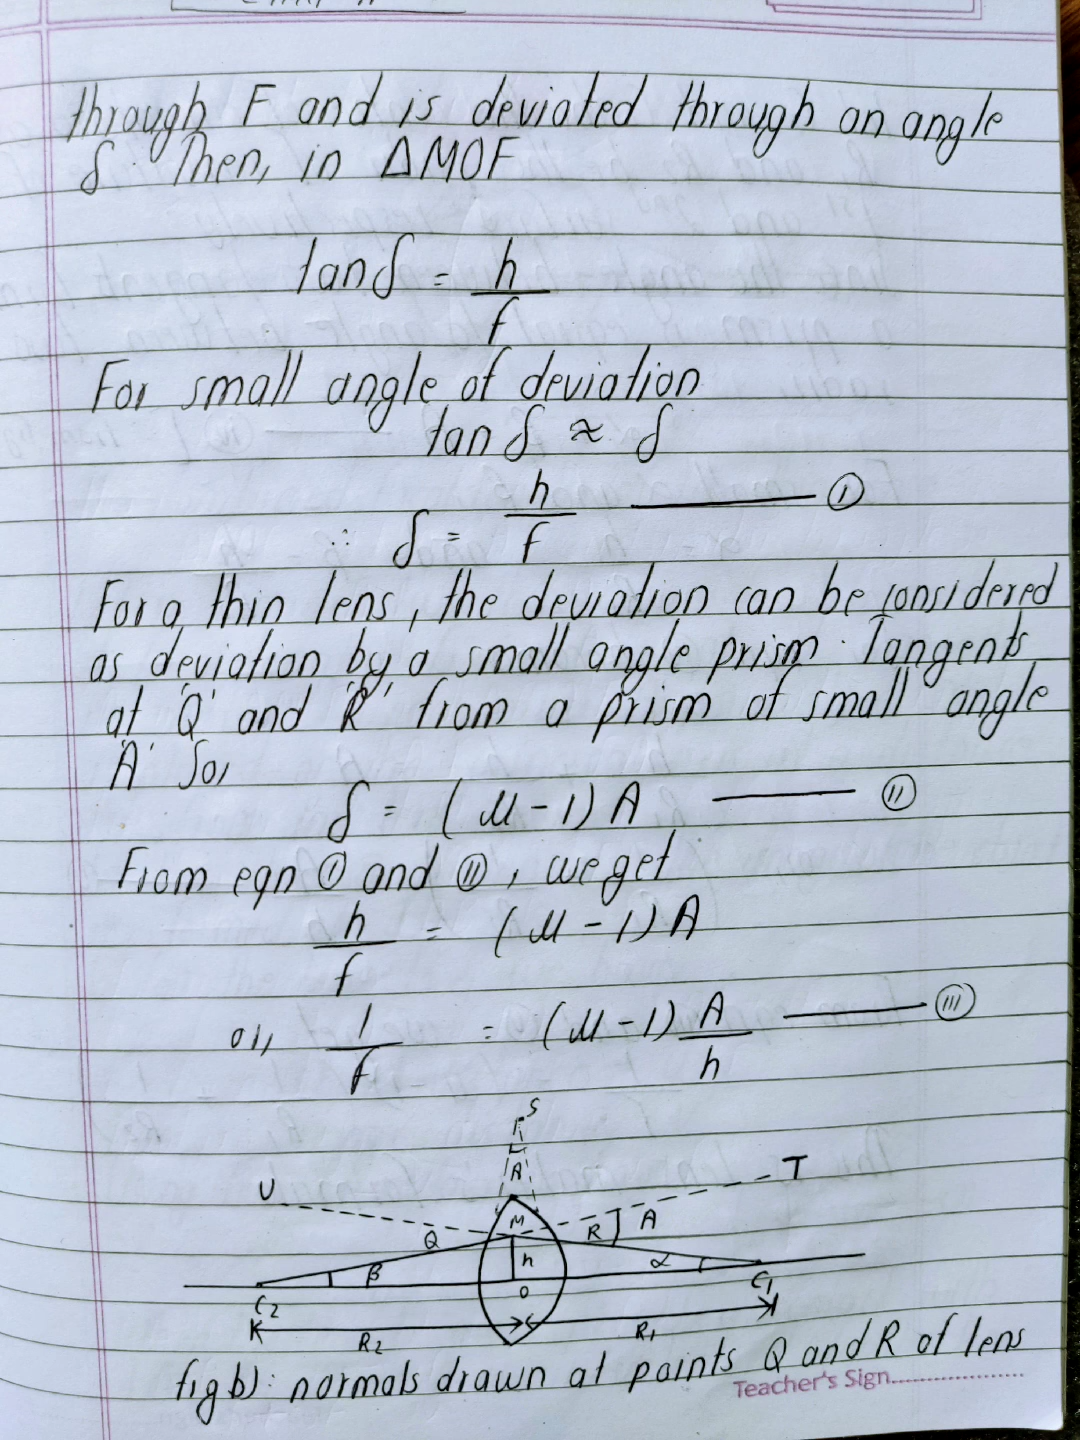 through F and is deviated through an angle
δ. Then, in ΔMOF
tan δ = h/f
For small angle of deviation
tan δ ≈ δ
∴ δ = h/f ——— (I)
For a thin lens, the deviation can be considered
as deviation by a small angle prism. Tangents
at 'Q' and 'R' from a prism of small angle
'A' So,
δ = (μ - 1) A ——— (II)
From eqn (I) and (II), we get
h/f = (μ - 1) A
or, 1/f = (μ - 1) A/h ——— (III)
S
A
U T
M
Q R A
β h α
C2 O C1
R2 R1
fig b): normals drawn at points Q and R of lens
Teacher's Sign....................